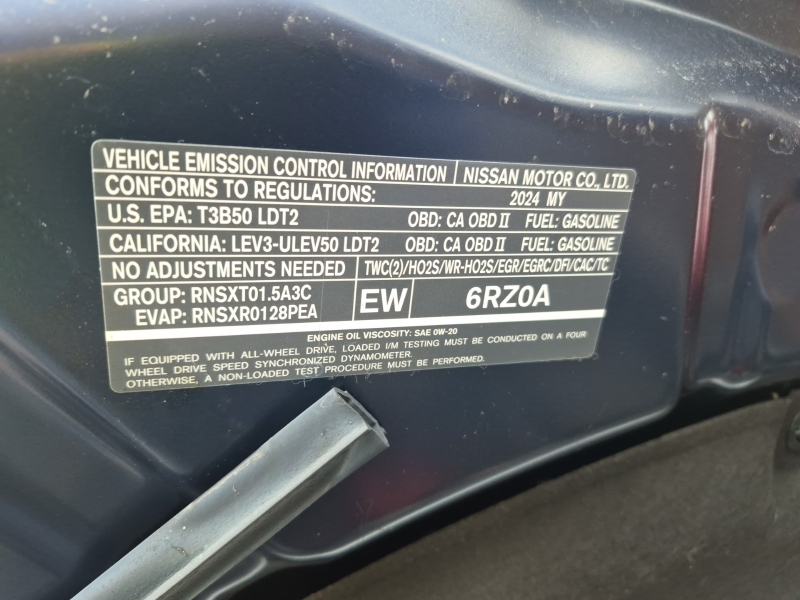 VEHICLE EMISSION CONTROL INFORMATION NISSAN MOTOR CO., LTD.
CONFORMS TO REGULATIONS: 2024 MY
U.S. EPA: T3B50 LDT2 OBD: CA OBD II FUEL: GASOLINE
CALIFORNIA: LEV3-ULEV50 LDT2 OBD: CA OBD II FUEL: GASOLINE
NO ADJUSTMENTS NEEDED TWC(2)/HO2S/WR-HO2S/EGR/EGRC/DFI/CAC/TC
GROUP: RNSXT01.5A3C EW 6RZ0A
EVAP: RNSXR0128PEA
ENGINE OIL VISCOSITY: SAE 0W-20
IF EQUIPPED WITH ALL-WHEEL DRIVE, LOADED I/M TESTING MUST BE CONDUCTED ON A FOUR
WHEEL DRIVE SPEED SYNCHRONIZED DYNAMOMETER.
OTHERWISE, A NON-LOADED TEST PROCEDURE MUST BE PERFORMED.